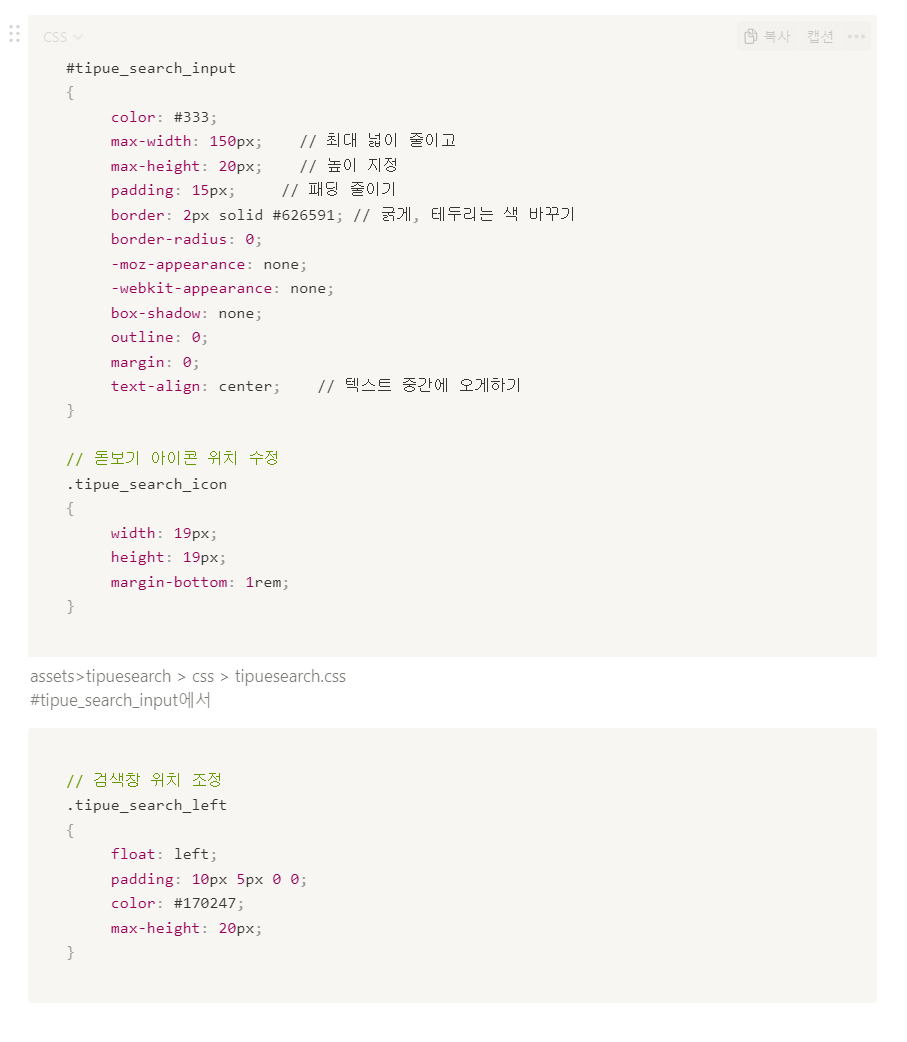 CSS
복사 캡션
#tipue_search_input
{
color: #333;
max-width: 150px; // 최대 넓이 줄이고
max-height: 20px; // 높이 지정
padding: 15px; // 패딩 줄이기
border: 2px solid #626591; // 굵게, 테두리는 색 바꾸기
border-radius: 0;
-moz-appearance: none;
-webkit-appearance: none;
box-shadow: none;
outline: 0;
margin: 0;
text-align: center; // 텍스트 중간에 오게하기
}
// 돋보기 아이콘 위치 수정
.tipue_search_icon
{
width: 19px;
height: 19px;
margin-bottom: 1rem;
}
assets>tipuesearch > css > tipuesearch.css
#tipue_search_input에서
// 검색창 위치 조정
.tipue_search_left
{
float: left;
padding: 10px 5px 0 0;
color: #170247;
max-height: 20px;
}